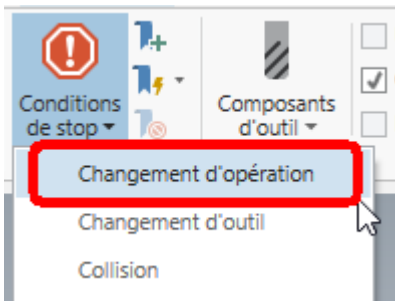 Conditions
de stop
Composants
d'outil
Changement d'opération
Changement d'outil
Collision